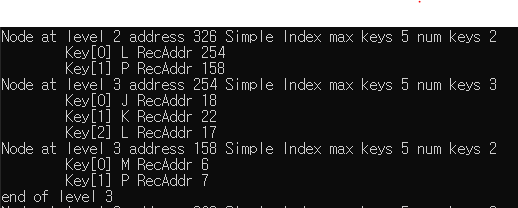 Node at level 2 address 326 Simple Index max keys 5 num keys 2
Key[0] L RecAddr 254
Key[1] P RecAddr 158
Node at level 3 address 254 Simple Index max keys 5 num keys 3
Key[0] J RecAddr 18
Key[1] K RecAddr 22
Key[2] L RecAddr 17
Node at level 3 address 158 Simple Index max keys 5 num keys 2
Key[0] M RecAddr 6
Key[1] P RecAddr 7
end of level 3